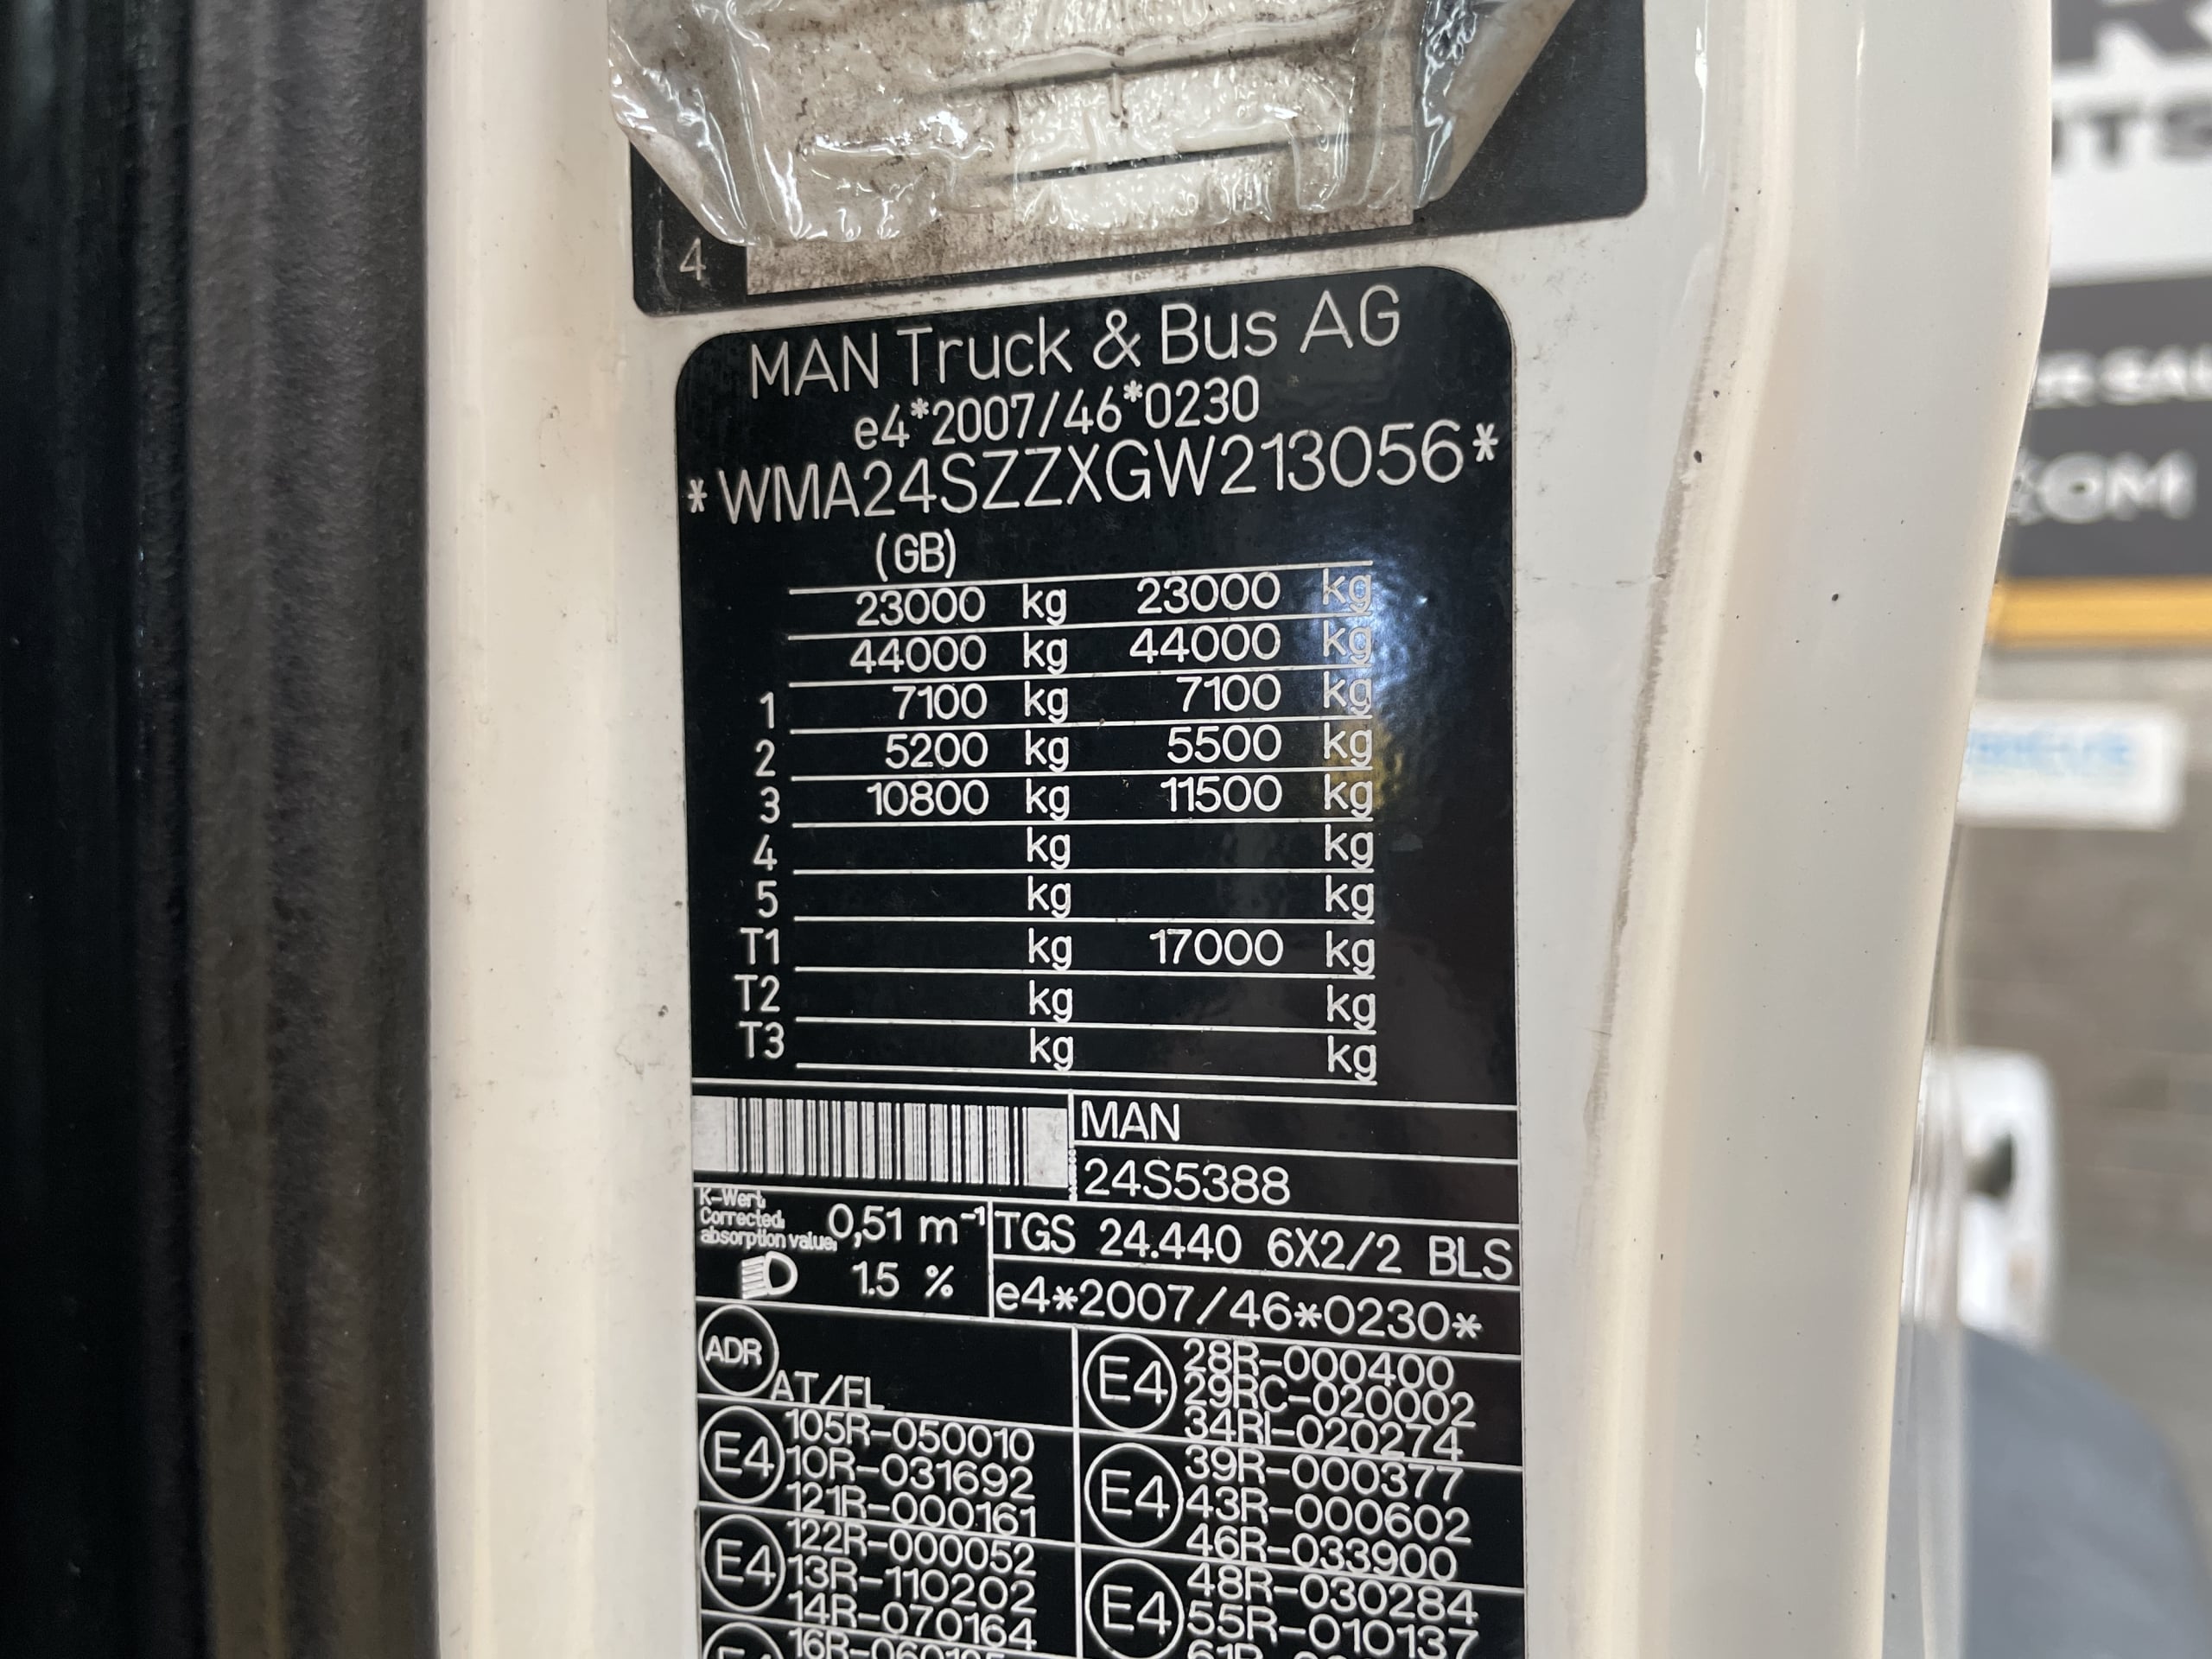 4
MAN Truck & Bus AG
e4*2007/46*0230
*WMA24SZZXGW213056*
(GB)
23000 kg 23000 kg
44000 kg 44000 kg
1 7100 kg 7100 kg
2 5200 kg 5500 kg
3 10800 kg 11500 kg
4 kg kg
5 kg kg
T1 kg 17000 kg
T2 kg kg
T3 kg kg
MAN
24S5388
K-Wert
Corrected
absorption value
0,51 m⁻¹
TGS 24.440 6X2/2 BLS
1.5 %
e4*2007/46*0230*
ADR
AT/FL
E4
28R-000400
29RC-020002
34RI-020274
E4
105R-050010
10R-031692
121R-000161
E4
39R-000377
43R-000602
46R-033900
E4
122R-000052
13R-110202
14R-070164
E4
48R-030284
55R-010137
COM